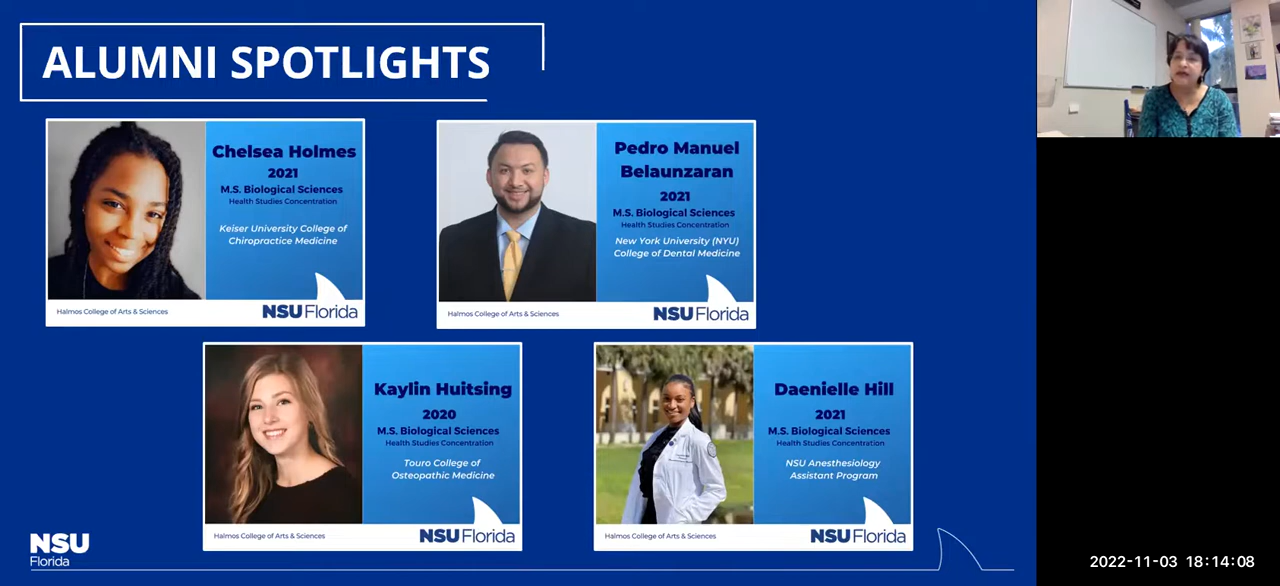 ALUMNI SPOTLIGHTS
Chelsea Holmes
2021
M.S. Biological Sciences
Health Studies Concentration
Keiser University College of
Chiropractice Medicine
Halmos College of Arts & Sciences
NSU Florida
Pedro Manuel
Belaunzaran
2021
M.S. Biological Sciences
Health Studies Concentration
New York University (NYU)
College of Dental Medicine
Halmos College of Arts & Sciences
NSU Florida
Kaylin Huitsing
2020
M.S. Biological Sciences
Health Studies Concentration
Touro College of
Osteopathic Medicine
Halmos College of Arts & Sciences
NSU Florida
Daenielle Hill
2021
M.S. Biological Sciences
Health Studies Concentration
NSU Anesthesiology
Assistant Program
Halmos College of Arts & Sciences
NSU Florida
NSU
Florida
2022-11-03 18:14:08